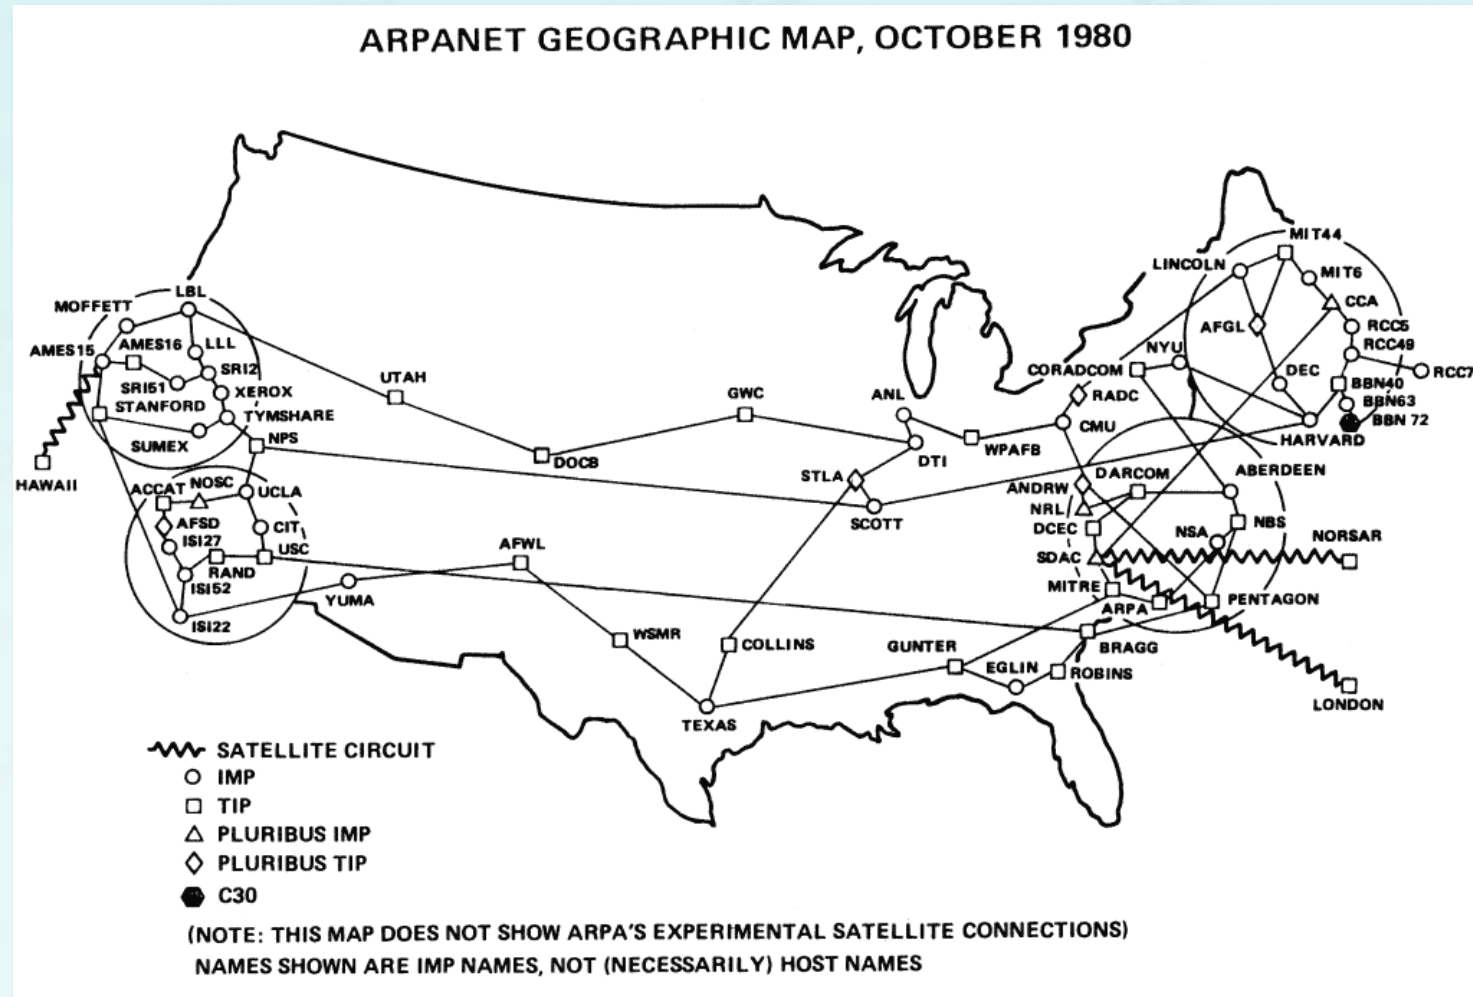 ARPANET GEOGRAPHIC MAP, OCTOBER 1980
MIT44
LINCOLN
MIT6
CCA
AFGL
RCC5
RCC49
RCC7
DEC
BBN40
BBN63
BBN 72
HARVARD
NYU
CORADCOM
RADC
CMU
MOFFETT
LBL
AMES15
AMES16
LLL
SRI2
SRI51
XEROX
STANFORD
TYMSHARE
SUMEX
NPS
HAWAII
UTAH
DOCB
GWC
ANL
DTI
WPAFB
STLA
SCOTT
ACCAT
NOSC
UCLA
AFSD
CIT
ISI27
USC
RAND
ISI52
ISI22
YUMA
AFWL
WSMR
COLLINS
TEXAS
GUNTER
EGLIN
ROBINS
BRAGG
ANDRW
DARCOM
ABERDEEN
NRL
DCEC
NBS
NSA
SDAC
NORSAR
MITRE
ARPA
PENTAGON
LONDON
SATELLITE CIRCUIT
IMP
TIP
PLURIBUS IMP
PLURIBUS TIP
C30
(NOTE: THIS MAP DOES NOT SHOW ARPA'S EXPERIMENTAL SATELLITE CONNECTIONS)
NAMES SHOWN ARE IMP NAMES, NOT (NECESSARILY) HOST NAMES